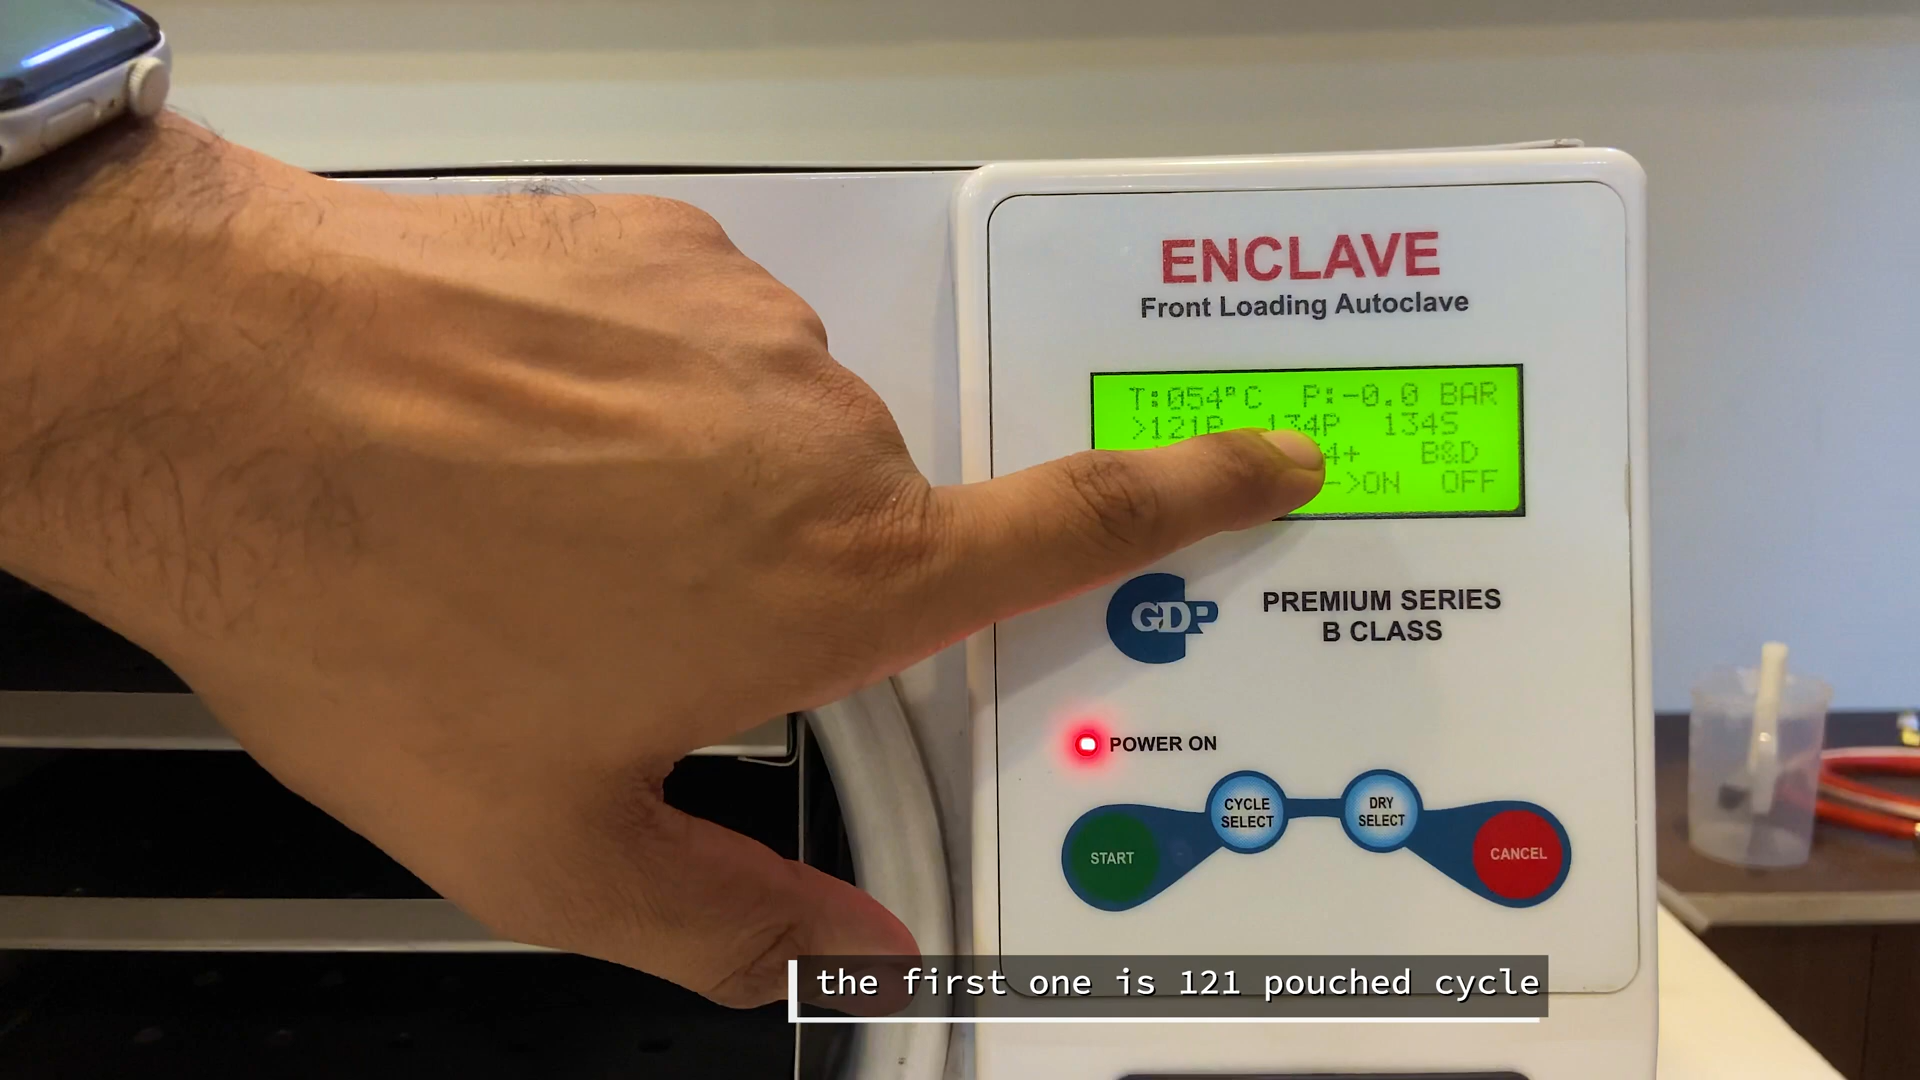 ENCLAVE
Front Loading Autoclave
T:054°C P:-0.0 BAR
>121P 134P 134S
4+ B&D
->ON OFF
GDP
PREMIUM SERIES
B CLASS
POWER ON
CYCLE
SELECT
DRY
SELECT
START
CANCEL
the first one is 121 pouched cycle